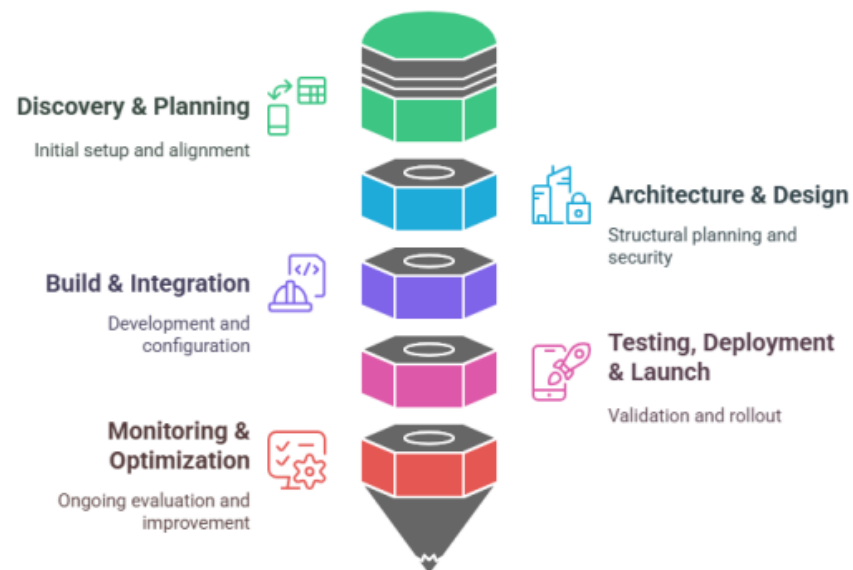 Discovery & Planning
Initial setup and alignment
Architecture & Design
Structural planning and
security
Build & Integration
</>
Development and
configuration
Testing, Deployment
& Launch
Validation and rollout
Monitoring &
Optimization
Ongoing evaluation and
improvement